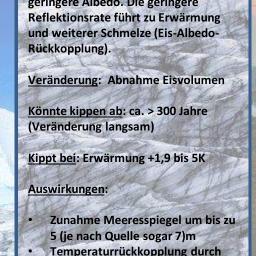 geringere Albedo. Die geringere
Reflektionsrate führt zu Erwärmung
und weiterer Schmelze (Eis-Albedo-
Rückkopplung).
Veränderung: Abnahme Eisvolumen
Könnte kippen ab: ca. > 300 Jahre
(Veränderung langsam)
Kippt bei: Erwärmung +1,9 bis 5K
Auswirkungen:
• Zunahme Meeresspiegel um bis zu
5 (je nach Quelle sogar 7)m
• Temperaturrückkopplung durch